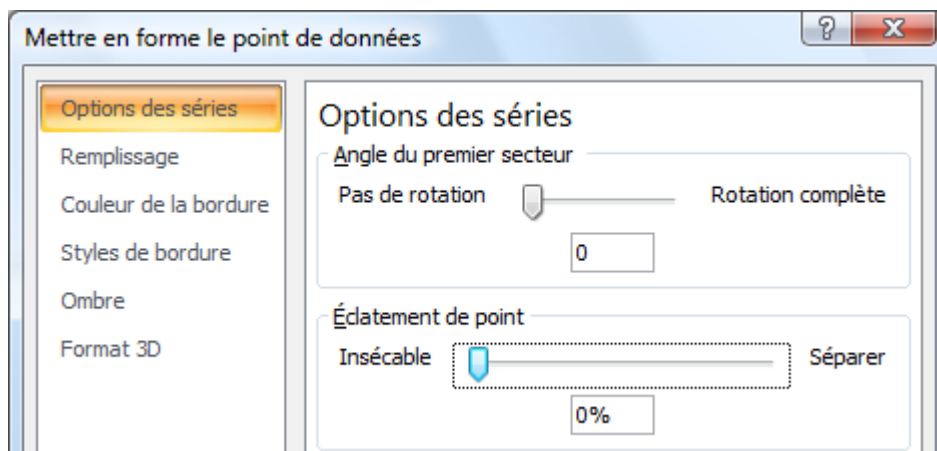 Mettre en forme le point de données
Options des séries
Remplissage
Couleur de la bordure
Styles de bordure
Ombre
Format 3D
Options des séries
Angle du premier secteur
Pas de rotation Rotation complète
0
Éclatement de point
Insécable Séparer
0%